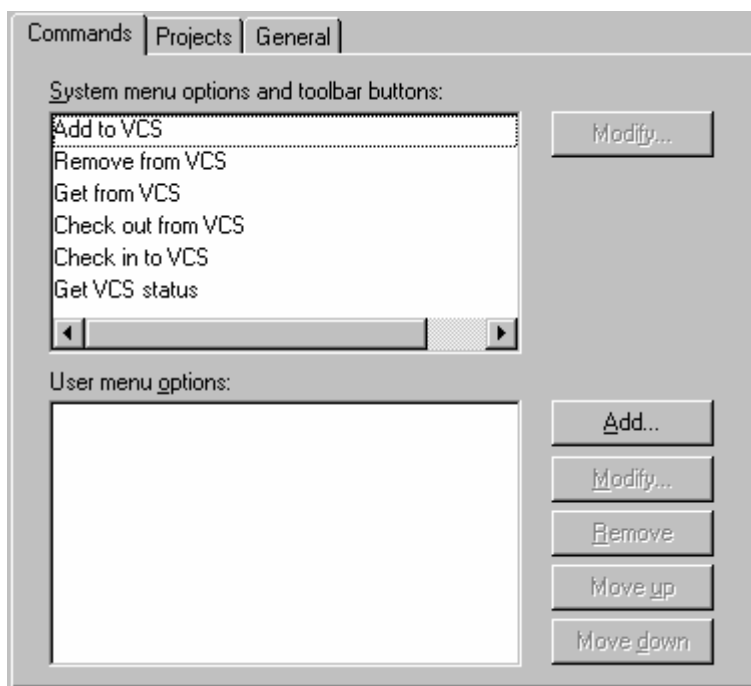 Commands Projects General
System menu options and toolbar buttons:
Add to VCS
Modify...
Remove from VCS
Get from VCS
Check out from VCS
Check in to VCS
Get VCS status
User menu options:
Add...
Modify...
Remove
Move up
Move down